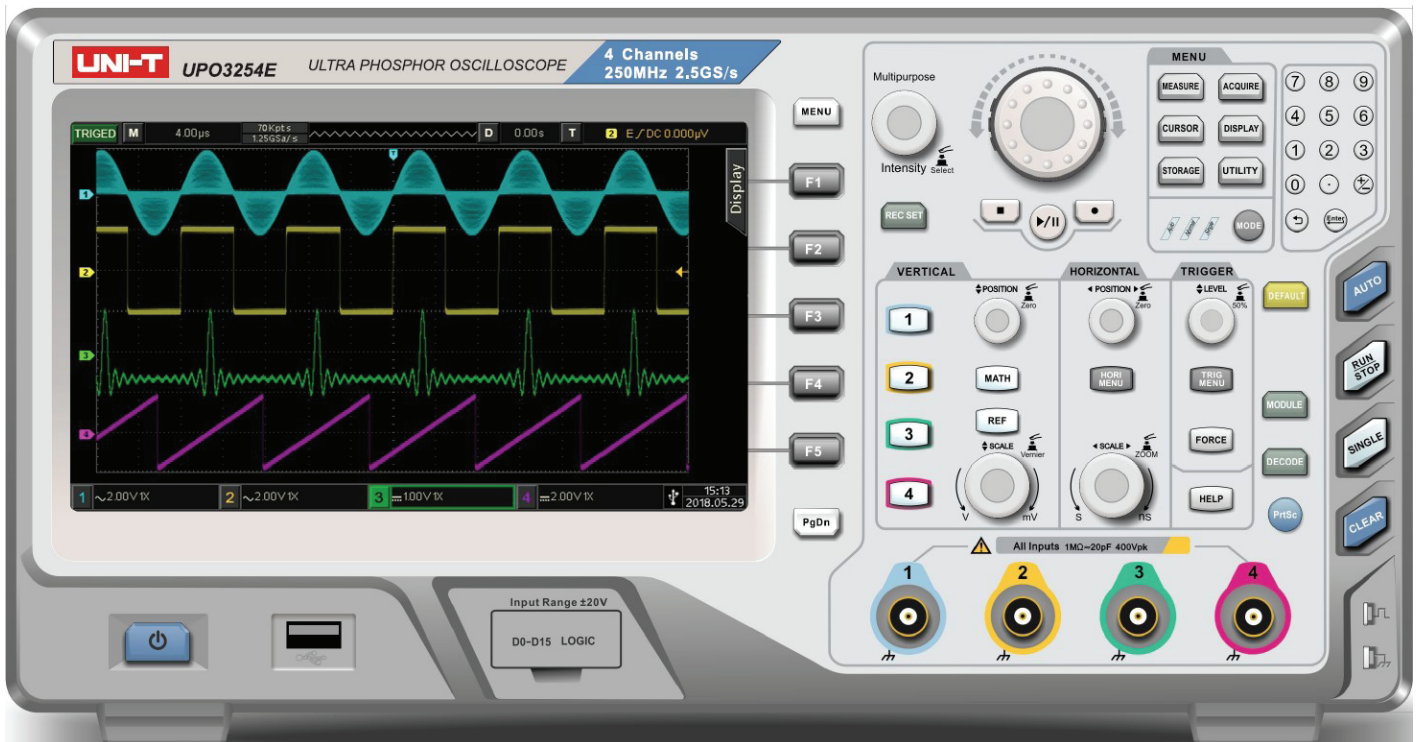 UNI-T
UPO3254E
ULTRA PHOSPHOR OSCILLOSCOPE
4 Channels
250MHz 2.5GS/s
TRIGED M 4.00μs 70Kpts D 0.00s T 2 E DC 0.000μV
1.25GSa/s
T
Display
1
2
3
4
1 2.00V 1X 2 2.00V 1X 3 1.00V 1X 4 2.00V 1X 15:13
2018.05.29
MENU
F1
F2
F3
F4
F5
PgDn
Multipurpose
Intensity Select
REC SET
MENU
MEASURE ACQUIRE
CURSOR DISPLAY
STORAGE UTILITY
MODE
7 8 9
4 5 6
1 2 3
0 . +/-
Enter
VERTICAL
POSITION Zero
1
2
3
4
MATH
REF
SCALE Vernier
V mV
HORIZONTAL
POSITION Zero
HORI
MENU
SCALE ZOOM
S nS
TRIGGER
LEVEL 50%
TRIG
MENU
FORCE
HELP
DEFAULT
MODULE
DECODE
PrtSc
AUTO
RUN
STOP
SINGLE
CLEAR
All Inputs 1MΩ~20pF 400Vpk
1 2 3 4
Input Range ±20V
D0-D15 LOGIC